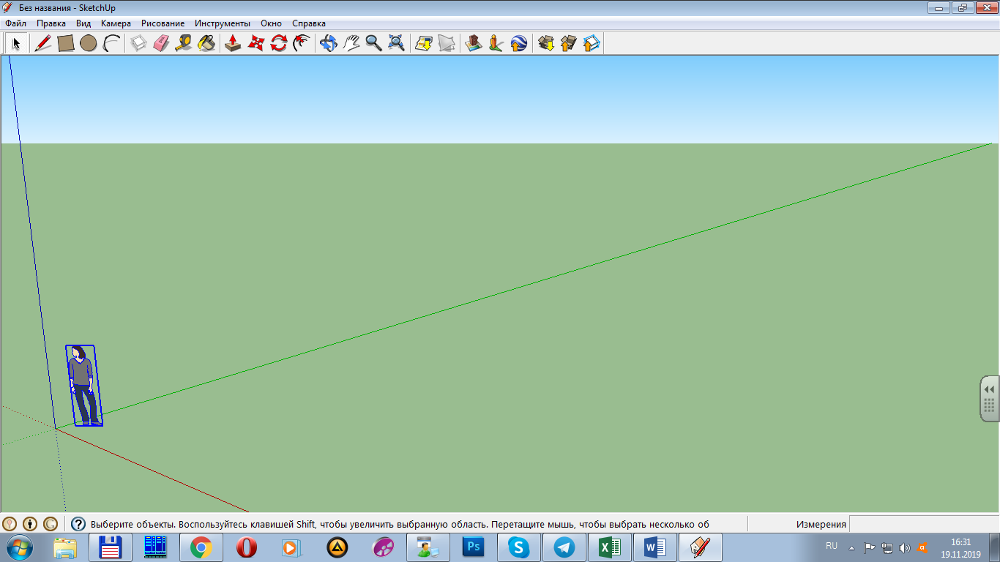 Без названия - SketchUp
Файл Правка Вид Камера Рисование Инструменты Окно Справка
Выберите объекты. Воспользуйтесь клавишей Shift, чтобы увеличить выбранную область. Перетащите мышь, чтобы выбрать несколько об
Измерения
Ps
RU
16:31
19.11.2019